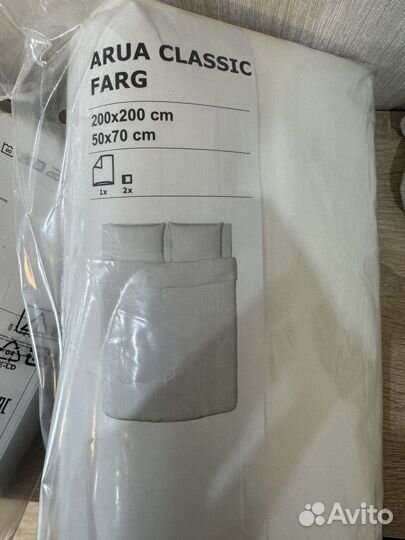 ARUA CLASSIC
FARG
200x200 cm
50x70 cm
1x 2x
Avito